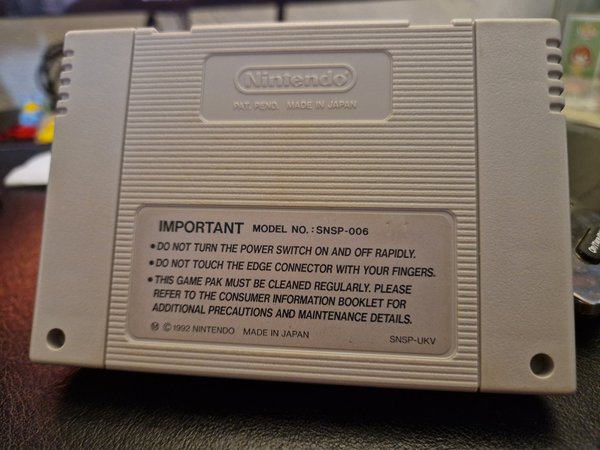 Nintendo
PAT. PEND. MADE IN JAPAN
IMPORTANT MODEL NO.: SNSP-006
• DO NOT TURN THE POWER SWITCH ON AND OFF RAPIDLY.
• DO NOT TOUCH THE EDGE CONNECTOR WITH YOUR FINGERS.
• THIS GAME PAK MUST BE CLEANED REGULARLY. PLEASE
REFER TO THE CONSUMER INFORMATION BOOKLET FOR
ADDITIONAL PRECAUTIONS AND MAINTENANCE DETAILS.
Ⓜ © 1992 NINTENDO MADE IN JAPAN SNSP-UKV